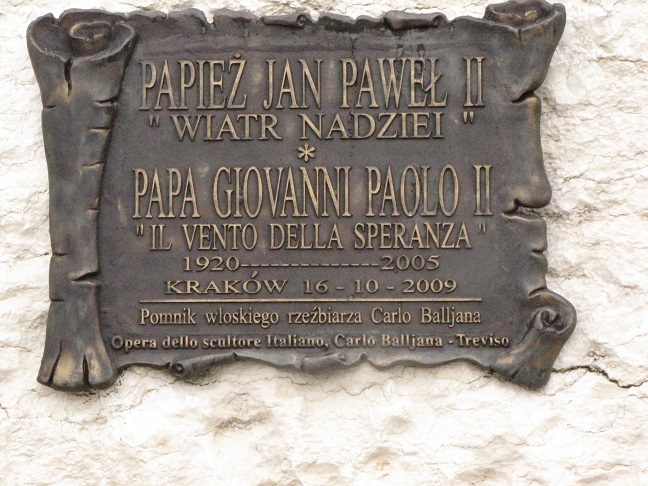 PAPIEŻ JAN PAWEŁ II
" WIATR NADZIEI "
*
PAPA GIOVANNI PAOLO II
" IL VENTO DELLA SPERANZA "
1920---------------2005
KRAKÓW 16 - 10 - 2009
Pomnik włoskiego rzeźbiarza Carlo Balljana
Opera dello scultore Italiano, Carlo Balljana - Treviso